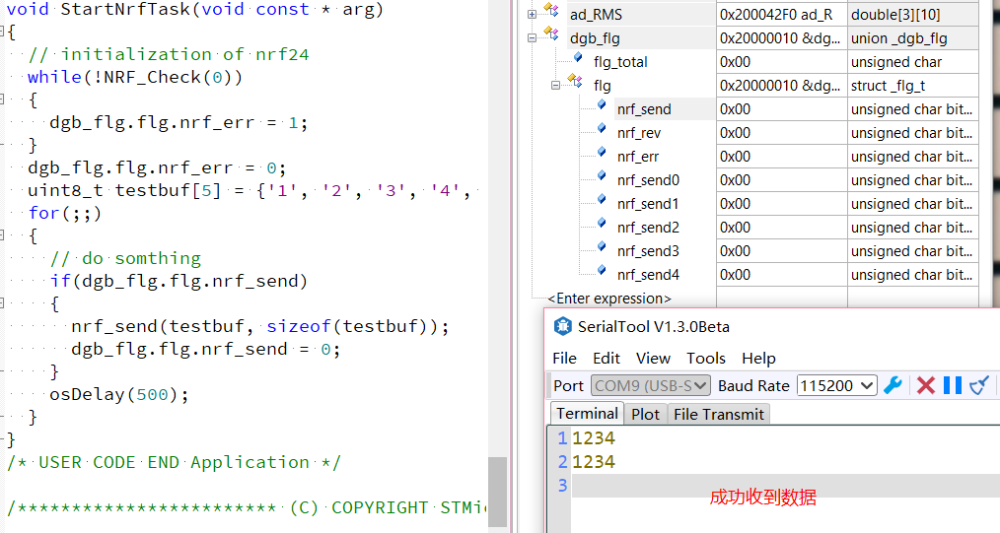 void StartNrfTask(void const * arg)
{
// initialization of nrf24
while(!NRF_Check(0))
{
dgb_flg.flg.nrf_err = 1;
}
dgb_flg.flg.nrf_err = 0;
uint8_t testbuf[5] = {'1', '2', '3', '4',
for(;;)
{
// do somthing
if(dgb_flg.flg.nrf_send)
{
nrf_send(testbuf, sizeof(testbuf));
dgb_flg.flg.nrf_send = 0;
}
osDelay(500);
}
}
/* USER CODE END Application */
/************************ (C) COPYRIGHT STMi
ad_RMS 0x200042F0 ad_R double[3][10]
dgb_flg 0x20000010 &dg... union _dgb_flg
flg_total 0x00 unsigned char
flg 0x20000010 &dg... struct _flg_t
nrf_send 0x00 unsigned char bit...
nrf_rev 0x00 unsigned char bit...
nrf_err 0x00 unsigned char bit...
nrf_send0 0x00 unsigned char bit...
nrf_send1 0x00 unsigned char bit...
nrf_send2 0x00 unsigned char bit...
nrf_send3 0x00 unsigned char bit...
nrf_send4 0x00 unsigned char bit...
<Enter expression>
SerialTool V1.3.0Beta
File Edit View Tools Help
Port COM9 (USB-S Baud Rate 115200
Terminal Plot File Transmit
1 1234
2 1234
3
成功收到数据